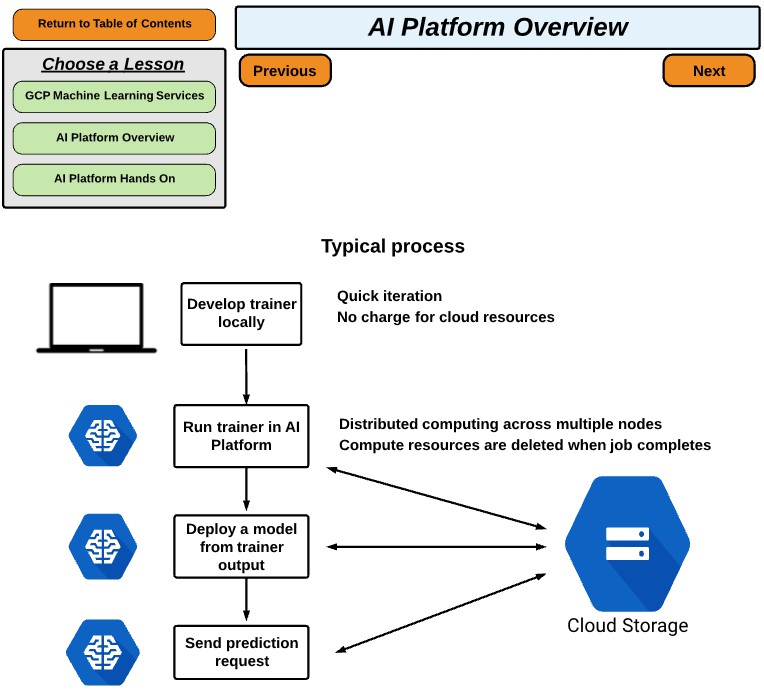 Return to Table of Contents
AI Platform Overview
Choose a Lesson
Previous
Next
GCP Machine Learning Services
AI Platform Overview
AI Platform Hands On
Typical process
Develop trainer
locally
Quick iteration
No charge for cloud resources
Run trainer in AI
Platform
Distributed computing across multiple nodes
Compute resources are deleted when job completes
Deploy a model
from trainer
output
Cloud Storage
Send prediction
request